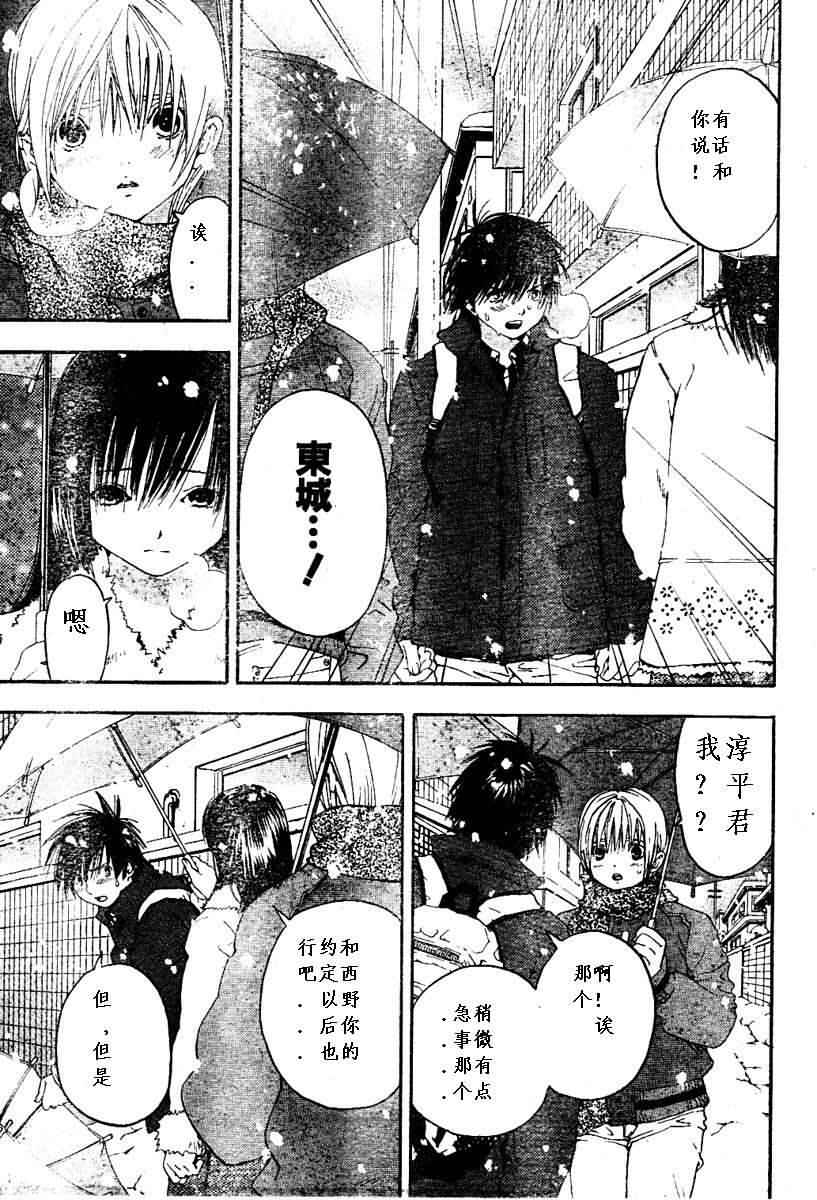 有话和
你说！
東城…！
诶．．
嗯
淳平君
我？？
啊！诶
那个
稍微有点
急事那个
．．．．
和西野你的
约定以后也
行吧．．．
但，但是